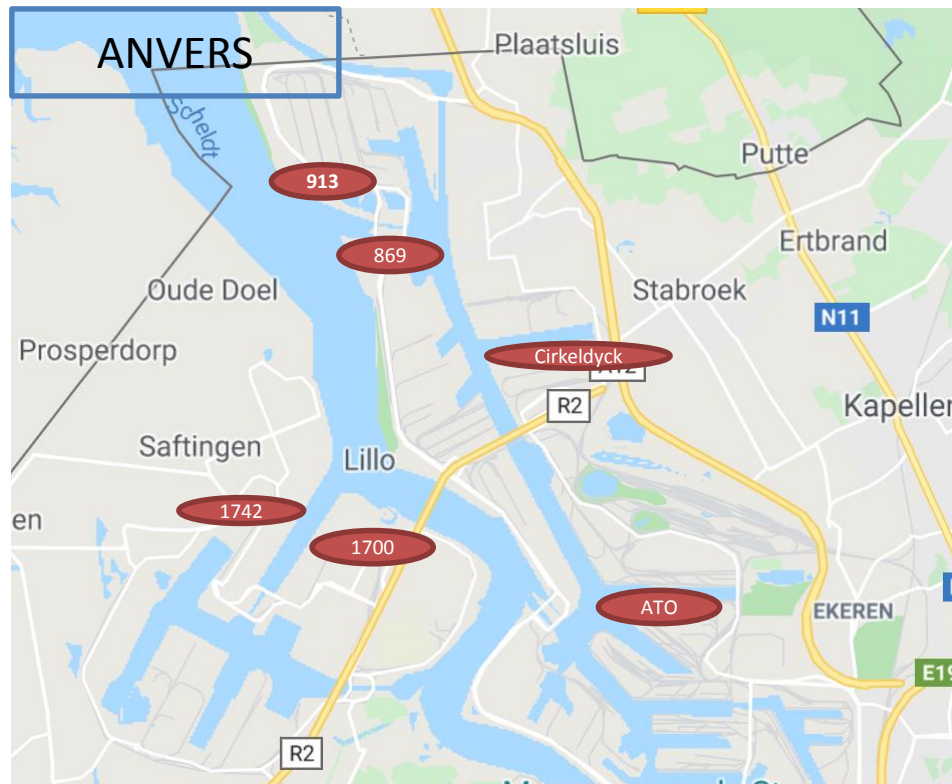 ANVERS
Plaatsluis
Scheldt
Putte
913
Ertbrand
869
Oude Doel
Stabroek
N11
Prosperdorp
Cirkeldyck
R2
Kapellen
Saftingen
Lillo
1742
en
1700
ATO
EKEREN
E19
R2